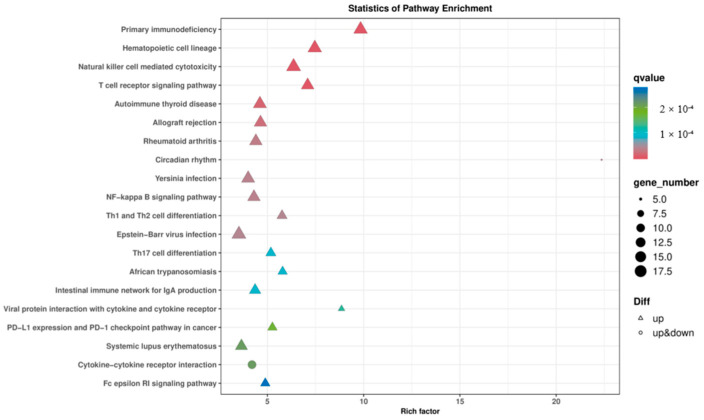 Statistics of Pathway Enrichment
Primary immunodeficiency
Hematopoietic cell lineage
Natural killer cell mediated cytotoxicity
T cell receptor signaling pathway
Autoimmune thyroid disease
Allograft rejection
Rheumatoid arthritis
Circadian rhythm
Yersinia infection
NF−kappa B signaling pathway
Th1 and Th2 cell differentiation
Epstein−Barr virus infection
Th17 cell differentiation
African trypanosomiasis
Intestinal immune network for IgA production
Viral protein interaction with cytokine and cytokine receptor
PD−L1 expression and PD−1 checkpoint pathway in cancer
Systemic lupus erythematosus
Cytokine−cytokine receptor interaction
Fc epsilon RI signaling pathway
5 10 15 20
Rich factor
qvalue
2 × 10⁻⁴
1 × 10⁻⁴
gene_number
5.0
7.5
10.0
12.5
15.0
17.5
Diff
up
up&down